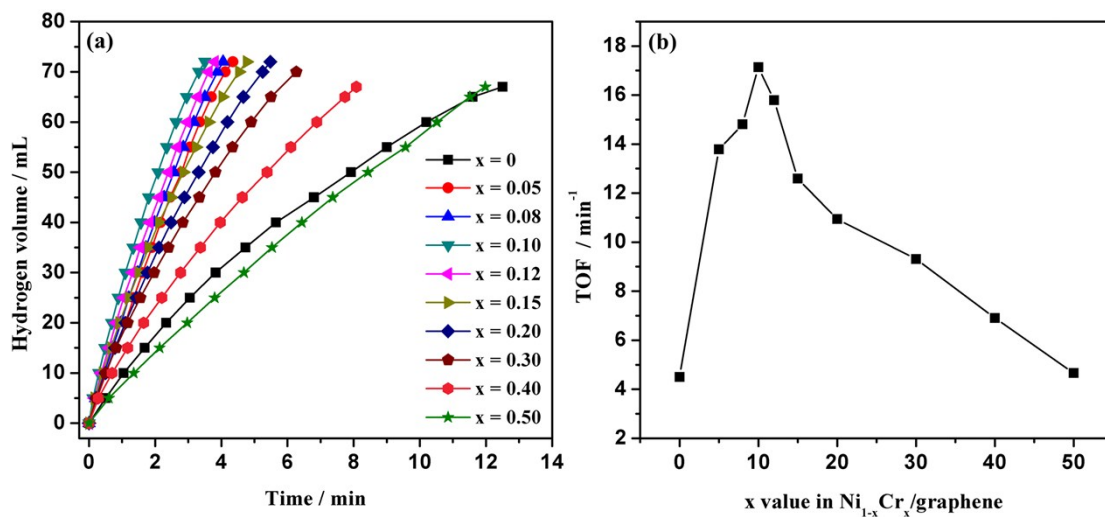 (a)
Hydrogen volume / mL
80
70
60
50
40
30
20
10
0
x = 0
x = 0.05
x = 0.08
x = 0.10
x = 0.12
x = 0.15
x = 0.20
x = 0.30
x = 0.40
x = 0.50
0 2 4 6 8 10 12 14
Time / min
(b)
TOF / min⁻¹
18
16
14
12
10
8
6
4
2
0 10 20 30 40 50
x value in Ni₁₋ₓCrₓ/graphene